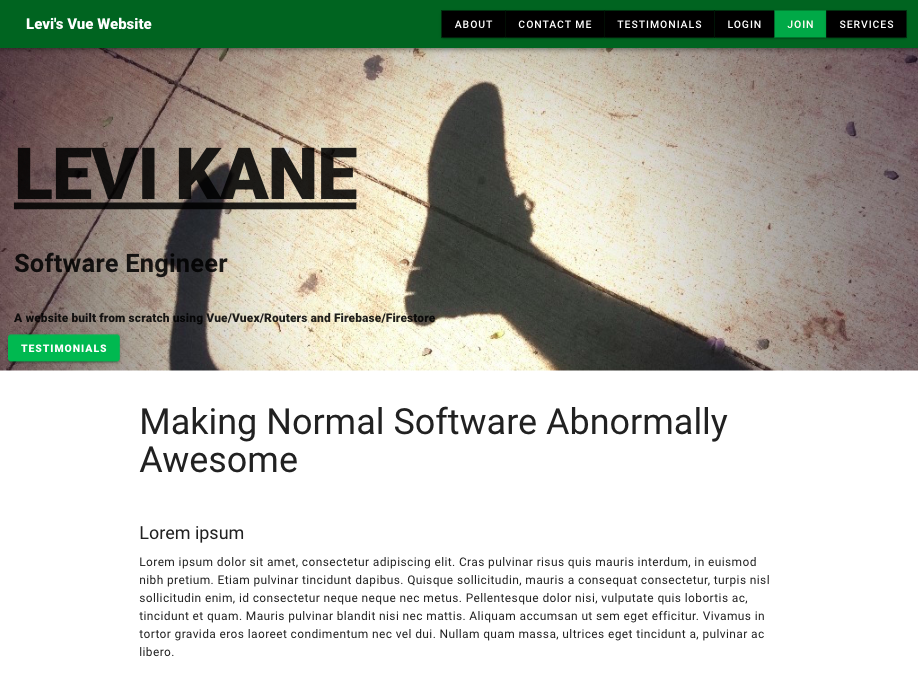 Levi's Vue Website
ABOUT CONTACT ME TESTIMONIALS LOGIN JOIN SERVICES
LEVI KANE
Software Engineer
A website built from scratch using Vue/Vuex/Routers and Firebase/Firestore
TESTIMONIALS
Making Normal Software Abnormally
Awesome
Lorem ipsum
Lorem ipsum dolor sit amet, consectetur adipiscing elit. Cras pulvinar risus quis mauris interdum, in euismod
nibh pretium. Etiam pulvinar tincidunt dapibus. Quisque sollicitudin, mauris a consequat consectetur, turpis nisl
sollicitudin enim, id consectetur neque neque nec metus. Pellentesque dolor nisi, vulputate quis lobortis ac,
tincidunt et quam. Mauris pulvinar blandit nisi nec mattis. Aliquam accumsan ut sem eget efficitur. Vivamus in
tortor gravida eros laoreet condimentum nec vel dui. Nullam quam massa, ultrices eget tincidunt a, pulvinar ac
libero.